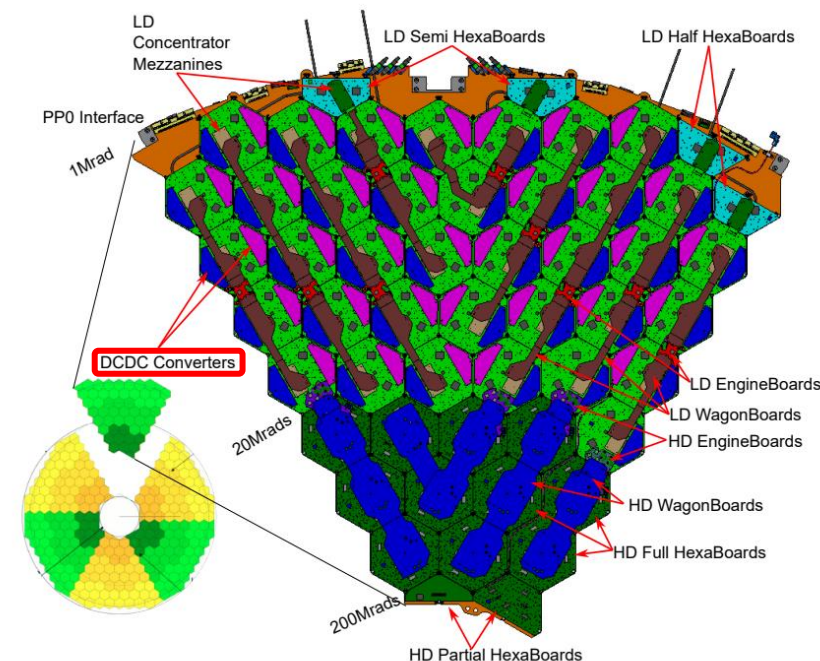 LD
Concentrator
Mezzanines
LD Semi HexaBoards
LD Half HexaBoards
PP0 Interface
1Mrad
DCDC Converters
20Mrads
LD EngineBoards
LD WagonBoards
HD EngineBoards
HD WagonBoards
HD Full HexaBoards
200Mrads
HD Partial HexaBoards